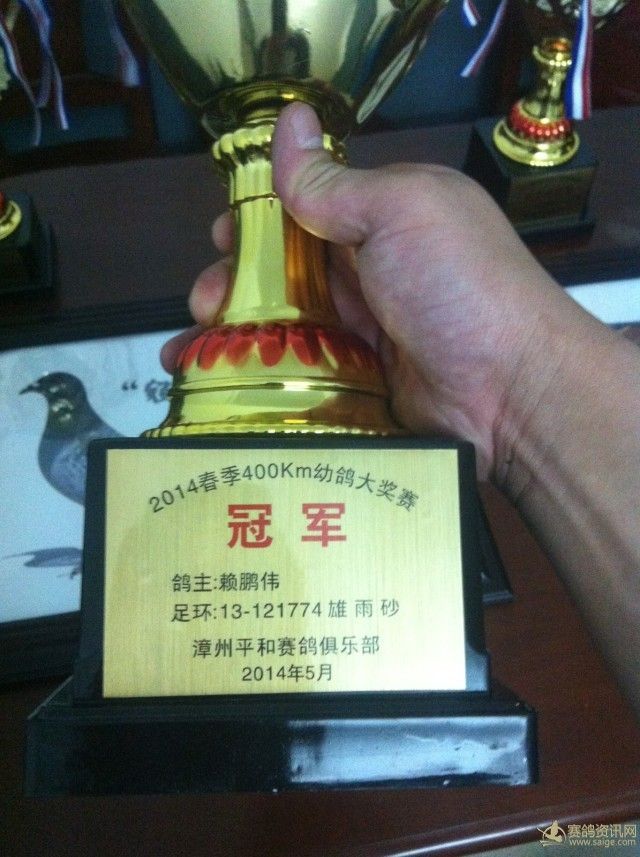 “冠
2014春季400Km幼鸽大奖赛
冠军
鸽主:赖鹏伟
足环:13-121774 雄 雨 砂
漳州平和赛鸽俱乐部
2014年5月
赛鸽资讯网
www.saige.com